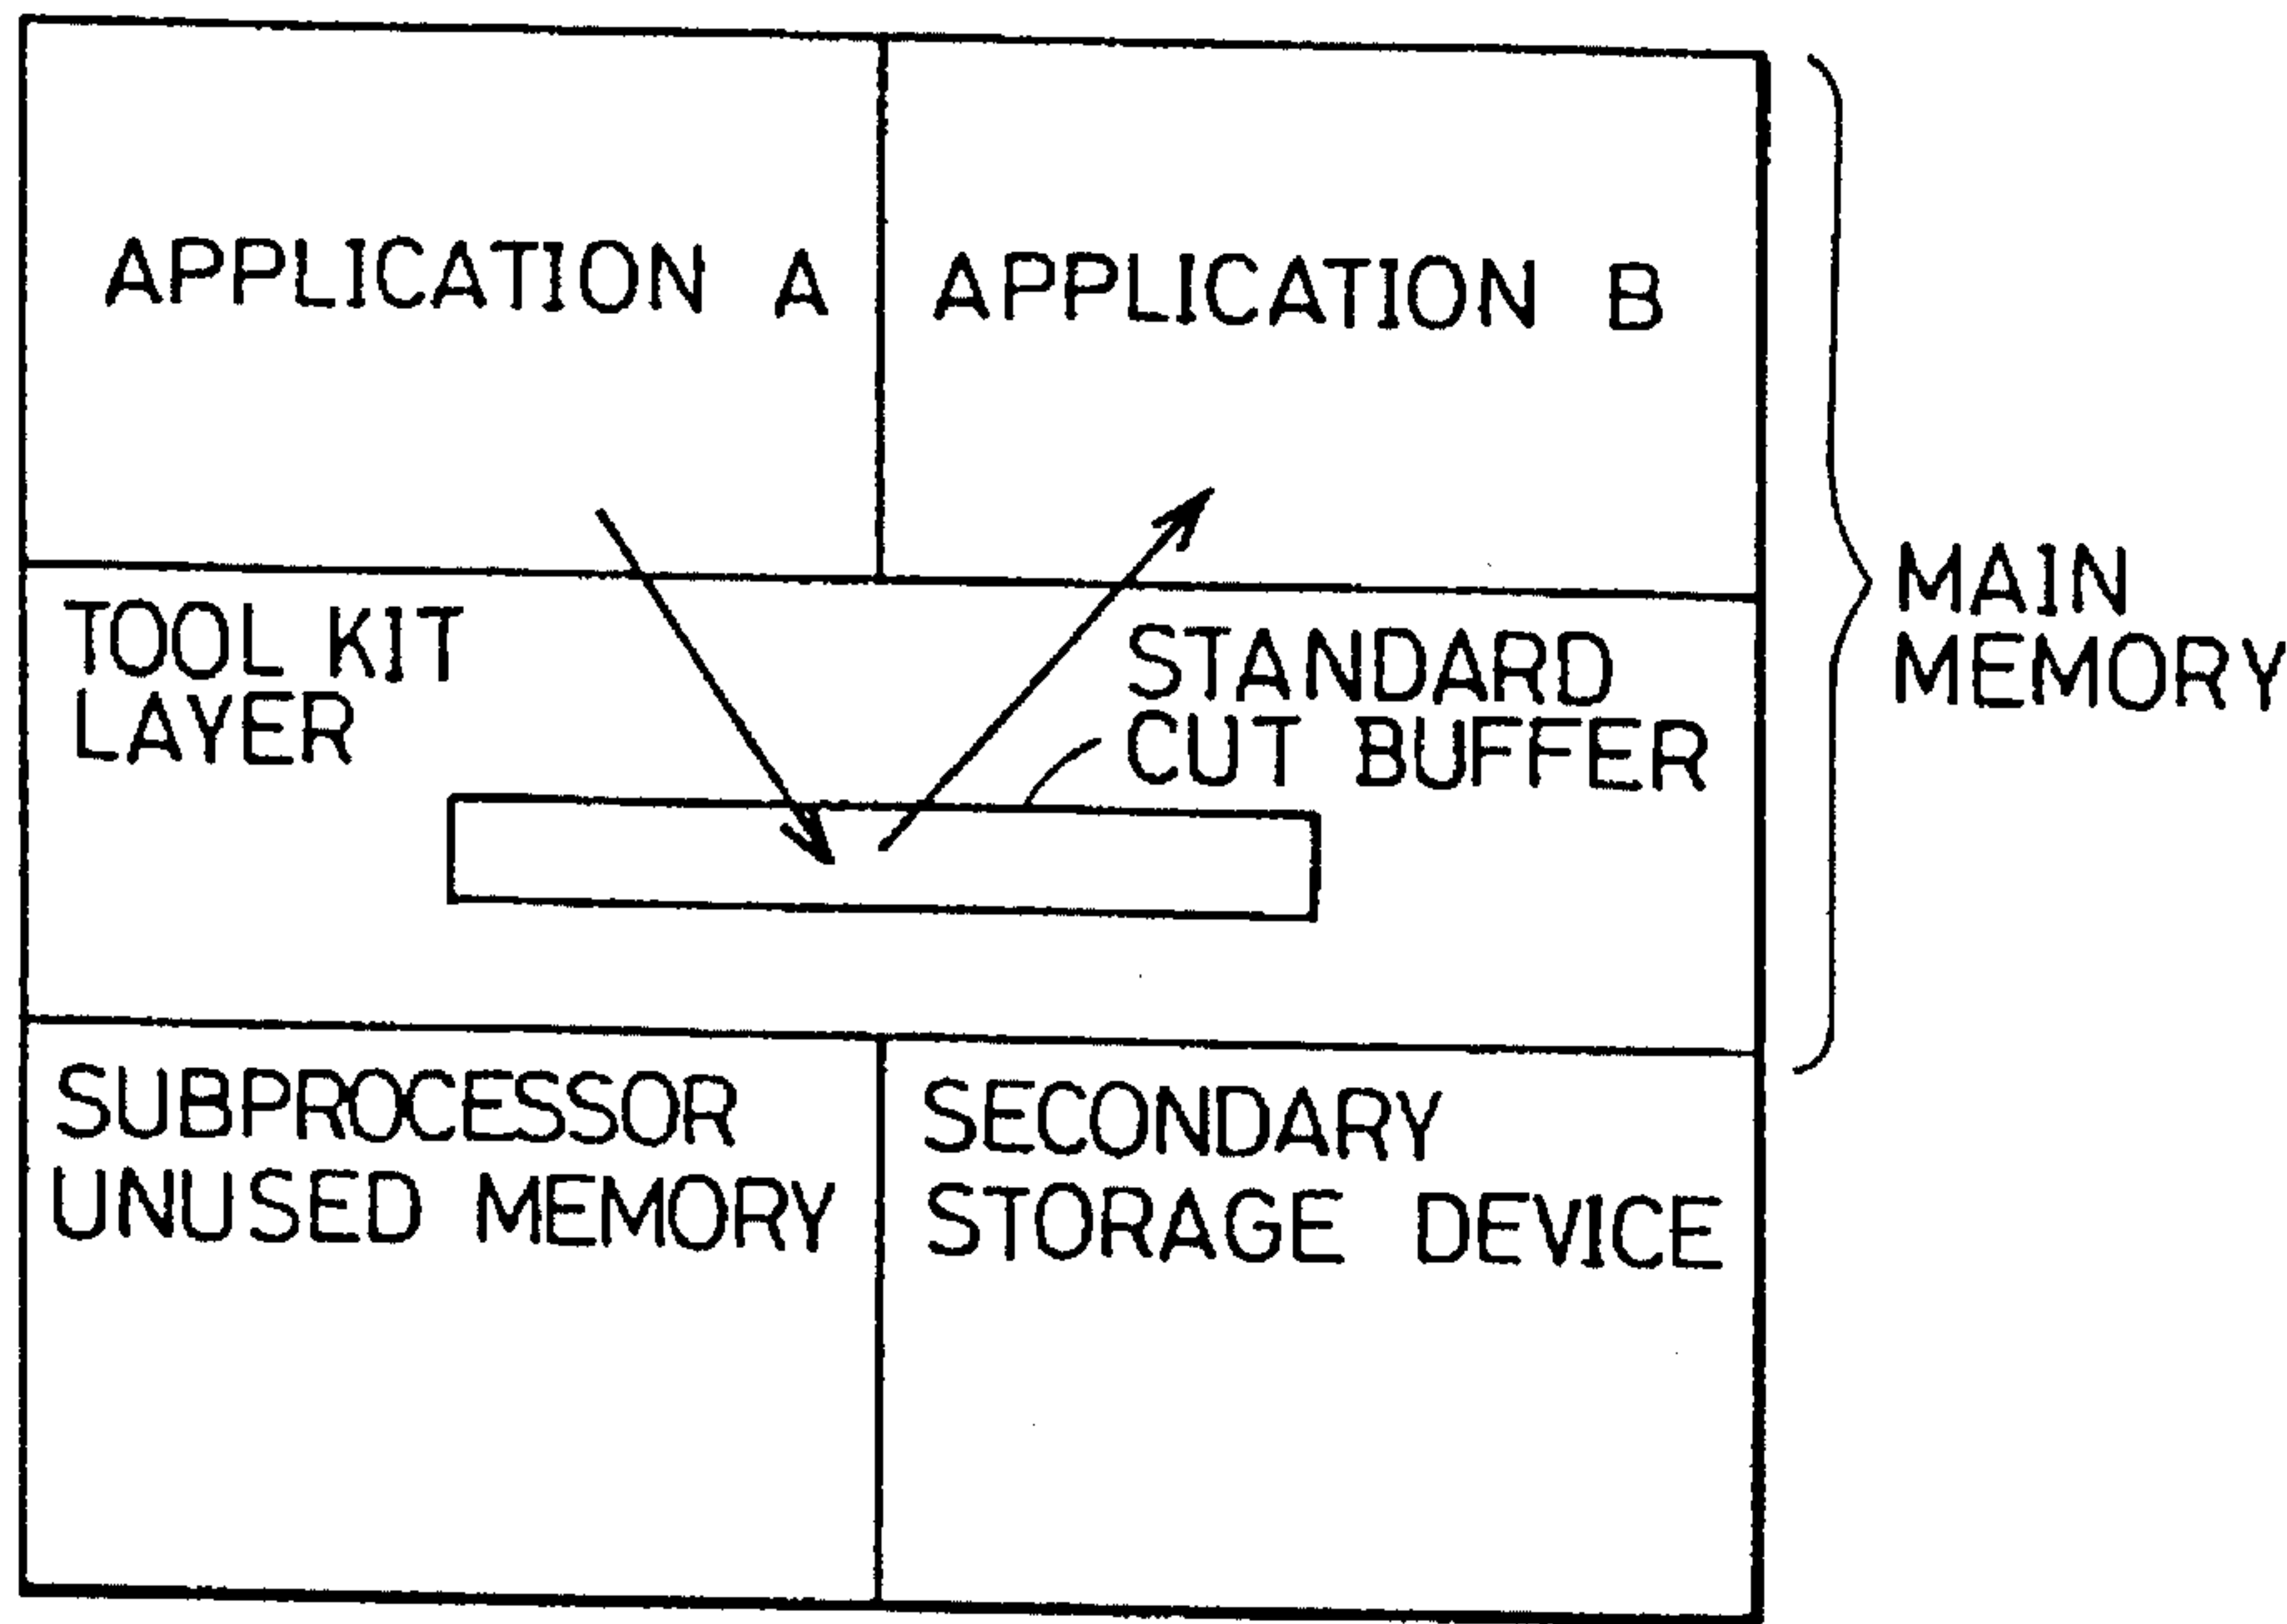 APPLICATION A
APPLICATION B
TOOL KIT
LAYER
STANDARD
CUT BUFFER
MAIN
MEMORY
SUBPROCESSOR
UNUSED MEMORY
SECONDARY
STORAGE DEVICE